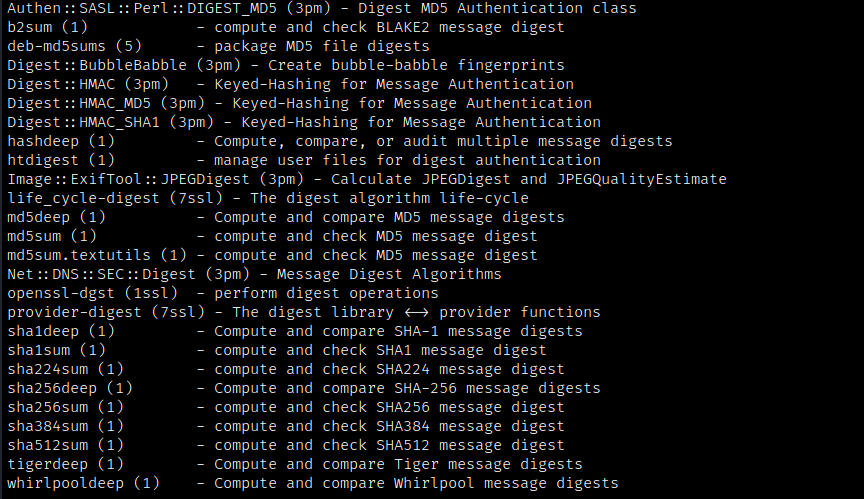 Authen::SASL::Perl::DIGEST_MD5 (3pm) - Digest MD5 Authentication class
b2sum (1)            - compute and check BLAKE2 message digest
deb-md5sums (5)      - package MD5 file digests
Digest::BubbleBabble (3pm) - Create bubble-babble fingerprints
Digest::HMAC (3pm)   - Keyed-Hashing for Message Authentication
Digest::HMAC_MD5 (3pm) - Keyed-Hashing for Message Authentication
Digest::HMAC_SHA1 (3pm) - Keyed-Hashing for Message Authentication
hashdeep (1)         - Compute, compare, or audit multiple message digests
htdigest (1)         - manage user files for digest authentication
Image::ExifTool::JPEGDigest (3pm) - Calculate JPEGDigest and JPEGQualityEstimate
life_cycle-digest (7ssl) - The digest algorithm life-cycle
md5deep (1)          - Compute and compare MD5 message digests
md5sum (1)           - compute and check MD5 message digest
md5sum.textutils (1) - compute and check MD5 message digest
Net::DNS::SEC::Digest (3pm) - Message Digest Algorithms
openssl-dgst (1ssl)  - perform digest operations
provider-digest (7ssl) - The digest library <-> provider functions
sha1deep (1)         - Compute and compare SHA-1 message digests
sha1sum (1)          - compute and check SHA1 message digest
sha224sum (1)        - compute and check SHA224 message digest
sha256deep (1)       - Compute and compare SHA-256 message digests
sha256sum (1)        - compute and check SHA256 message digest
sha384sum (1)        - compute and check SHA384 message digest
sha512sum (1)        - compute and check SHA512 message digest
tigerdeep (1)        - Compute and compare Tiger message digests
whirlpooldeep (1)    - Compute and compare Whirlpool message digests